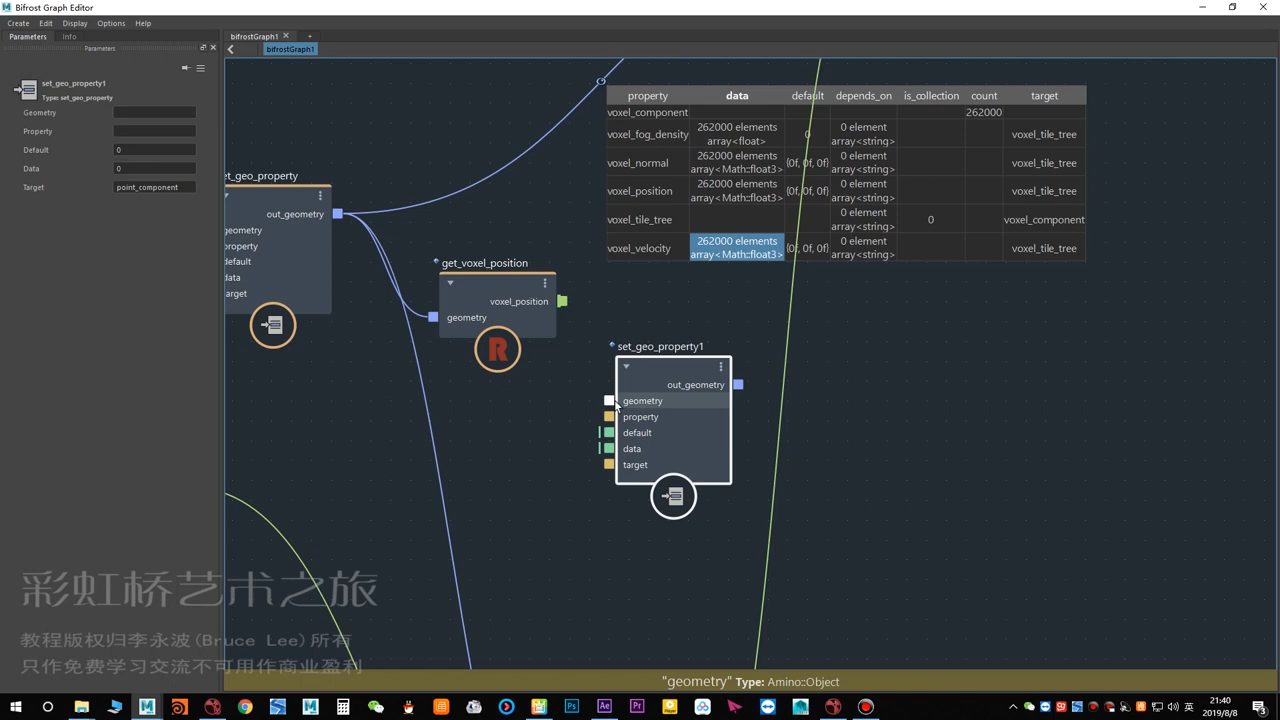 Bifrost Graph Editor
Create Edit Display Options Help
Parameters Info
bifrostGraph1
Parameters
bifrostGraph1
set_geo_property1
Type: set_geo_property
Geometry
Property
Default 0
Data 0
Target point_component
property data default depends_on is_collection count target
voxel_component 262000
voxel_fog_density 262000 elements array<float> 0 0 element array<string> voxel_tile_tree
voxel_normal 262000 elements array<Math::float3> {0f, 0f, 0f} 0 element array<string> voxel_tile_tree
voxel_position 262000 elements array<Math::float3> {0f, 0f, 0f} 0 element array<string> voxel_tile_tree
voxel_tile_tree 0 element array<string> 0 voxel_component
voxel_velocity 262000 elements array<Math::float3> {0f, 0f, 0f} 0 element array<string> voxel_tile_tree
et_geo_property
out_geometry
geometry
property
default
data
target
get_voxel_position
voxel_position
geometry
R
set_geo_property1
out_geometry
geometry
property
default
data
target
彩虹桥艺术之旅
教程版权归李永波(Bruce Lee)所有
只作免费学习交流不可用作商业盈利
"geometry" Type: Amino::Object
英
21:40
2019/8/8